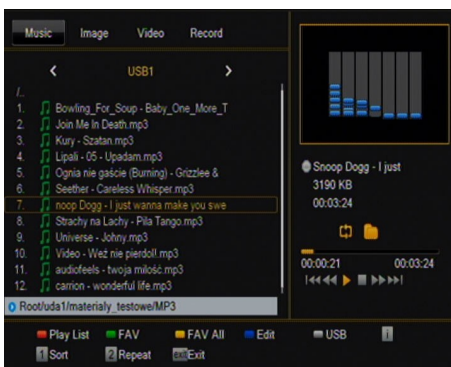 Music Image Video Record
USB1
/..
1. Bowling_For_Soup - Baby_One_More_T
2. Join Me In Death.mp3
3. Kury - Szatan.mp3
4. Lipali - 05 - Upadam.mp3
5. Ognia nie gaście (Burning) - Grizzlee &
6. Seether - Careless Whisper.mp3
7. noop Dogg - I just wanna make you swe
8. Strachy na Lachy - Pila Tango.mp3
9. Universe - Johny.mp3
10. Video - Weź nie pierdoll.mp3
11. audiofeels - twoja miłość.mp3
12. carrion - wonderful life.mp3
Root/uda1/materialy_testowe/MP3
Snoop Dogg - I just
3190 KB
00:03:24
00:00:21 00:03:24
Play List FAV FAV All Edit USB i
1 Sort 2 Repeat exit Exit